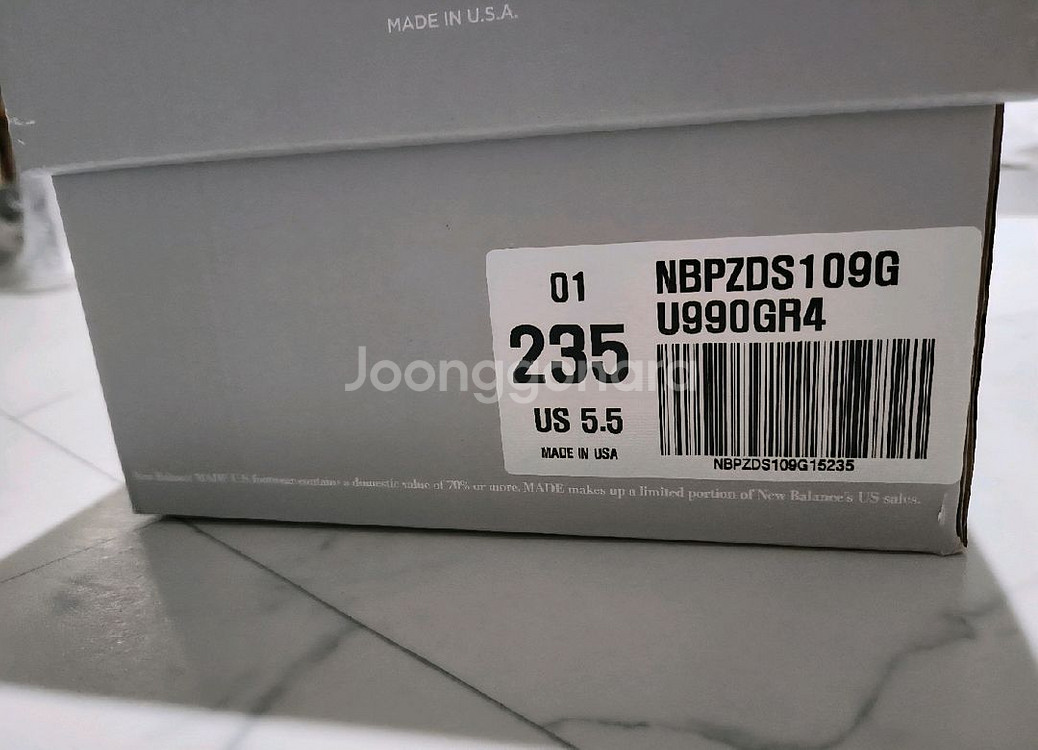 MADE IN U.S.A.
01
235
US 5.5
MADE IN USA
NBPZDS109G
U990GR4
NBPZDS109G15235
Joonggonara
New Balance MADE U.S. footwear contains a domestic value of 70% or more. MADE makes up a limited portion of New Balance's US sales.